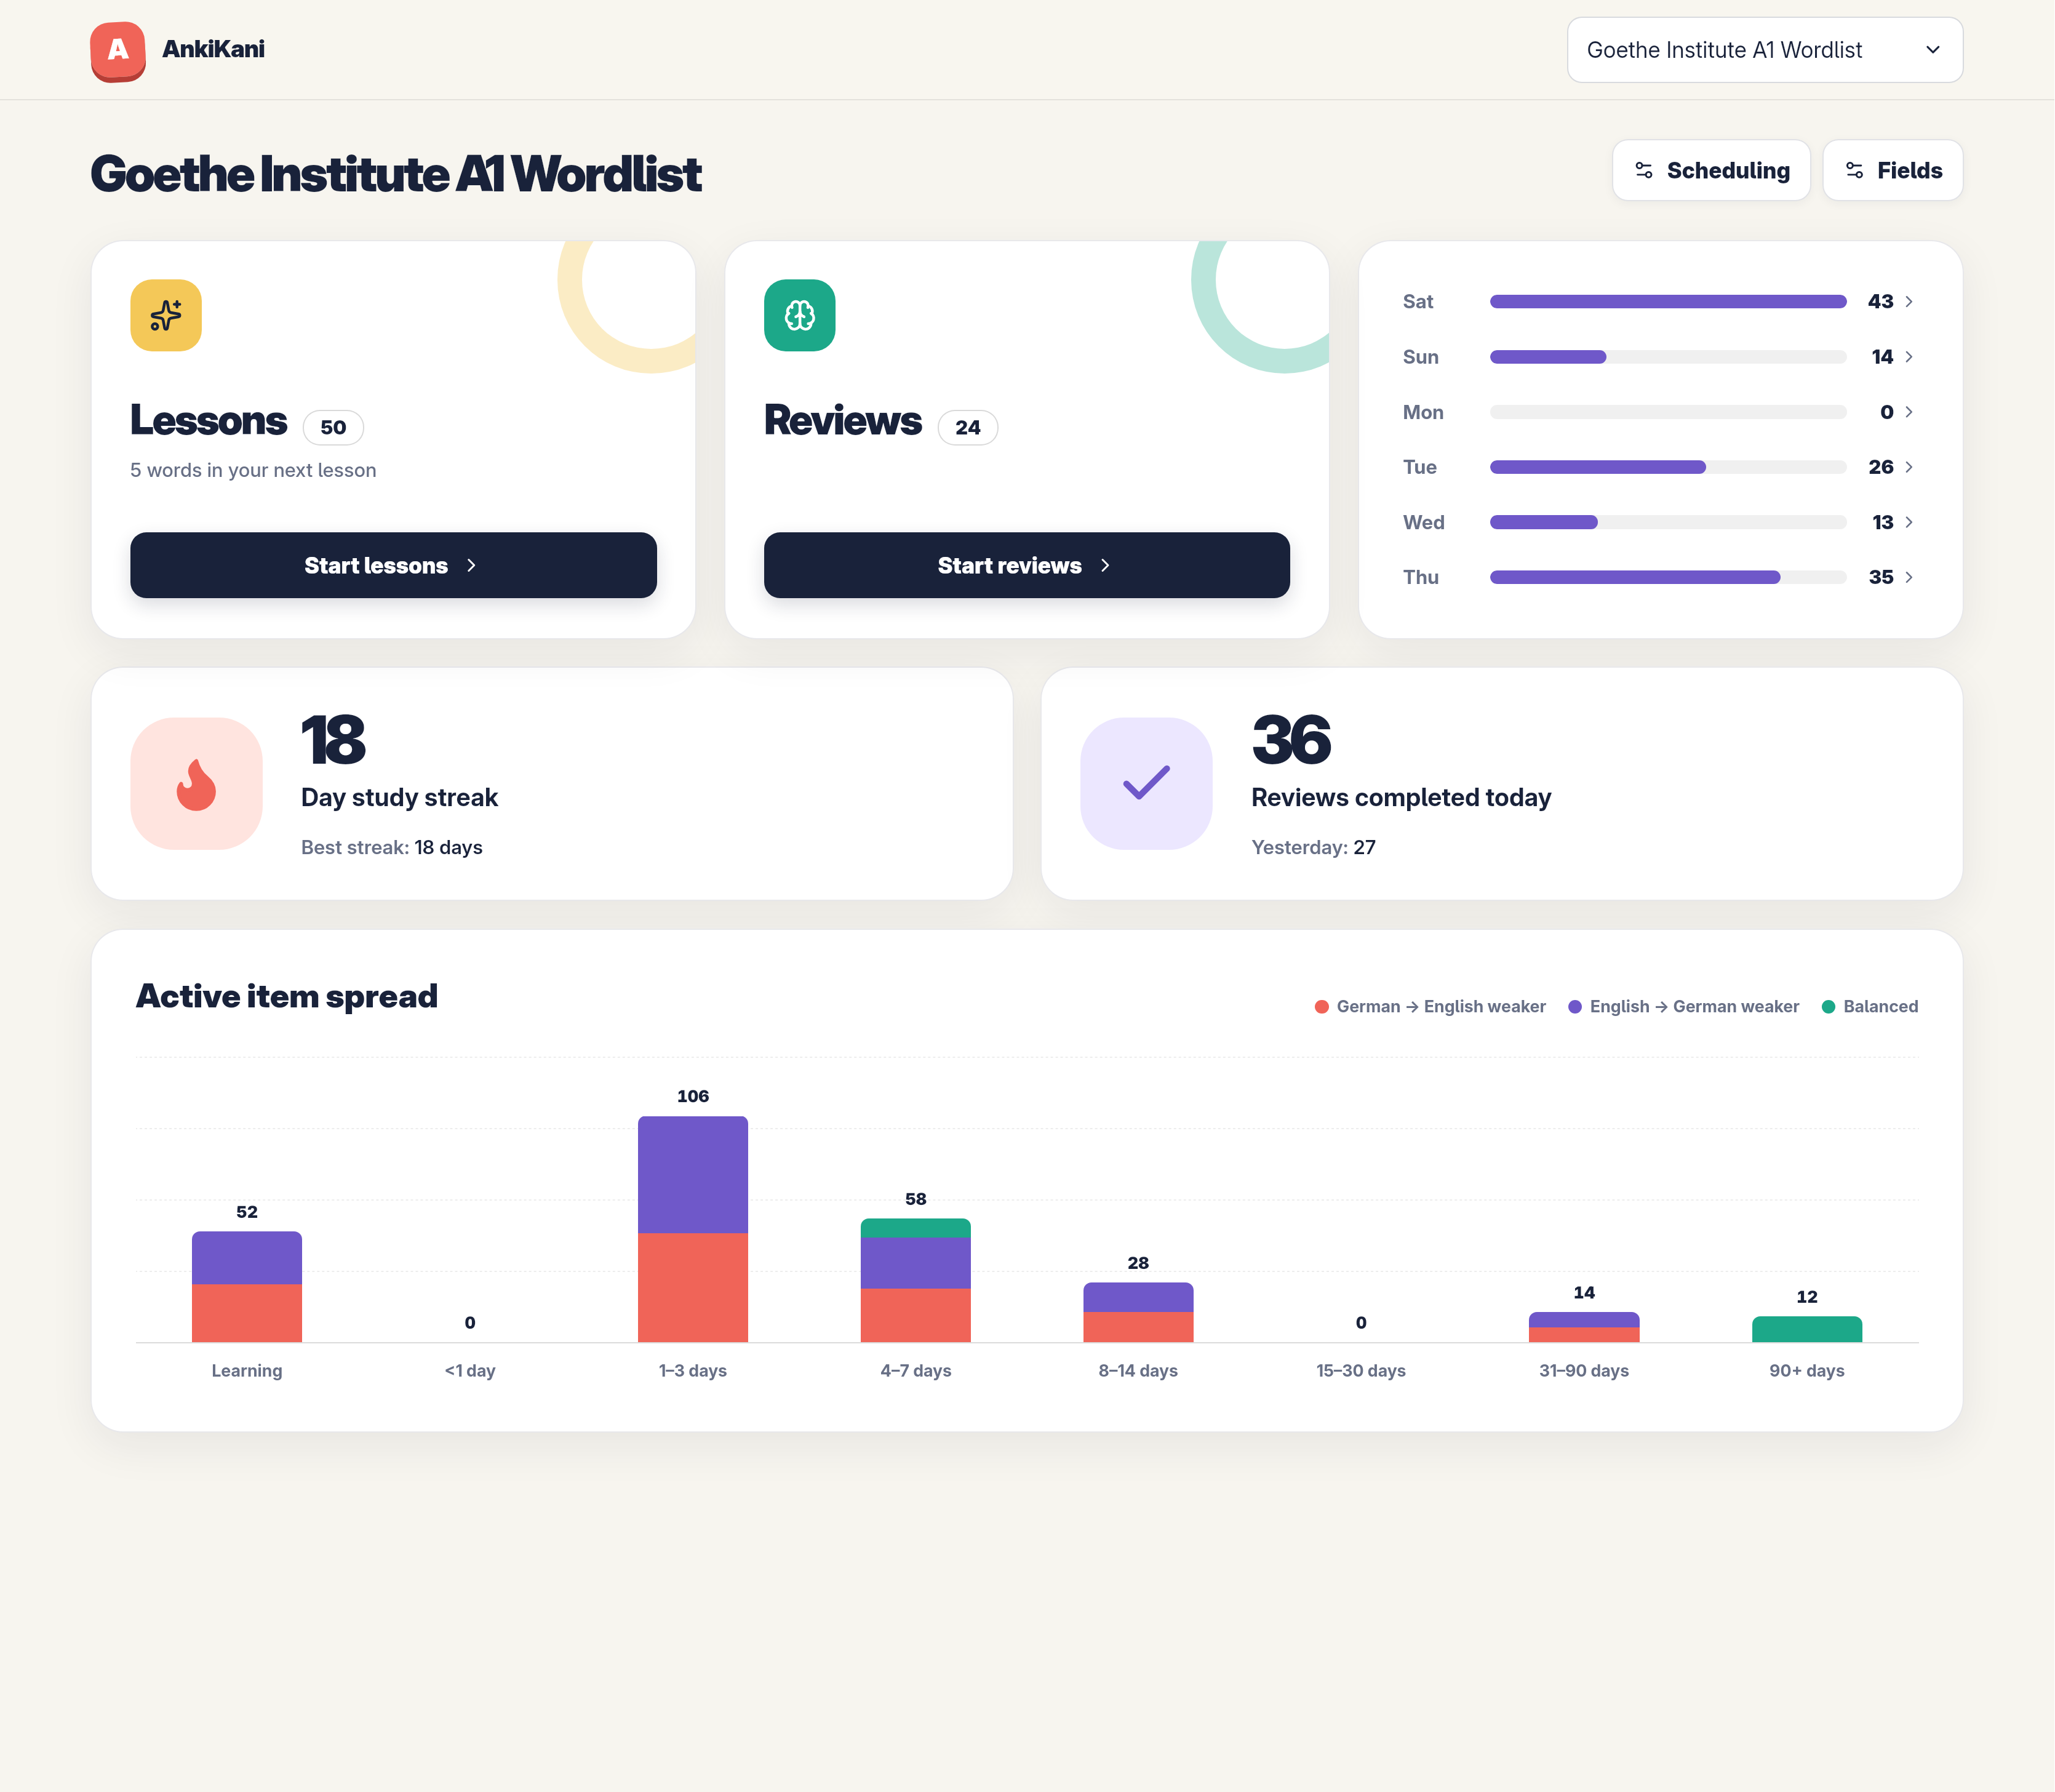 A
AnkiKani
Goethe Institute A1 Wordlist
Goethe Institute A1 Wordlist
Scheduling
Fields
Lessons 50
5 words in your next lesson
Start lessons
Reviews 24
Start reviews
Sat 43
Sun 14
Mon 0
Tue 26
Wed 13
Thu 35
18
Day study streak
Best streak: 18 days
36
Reviews completed today
Yesterday: 27
Active item spread
German → English weaker
English → German weaker
Balanced
52
0
106
58
28
0
14
12
Learning
<1 day
1–3 days
4–7 days
8–14 days
15–30 days
31–90 days
90+ days